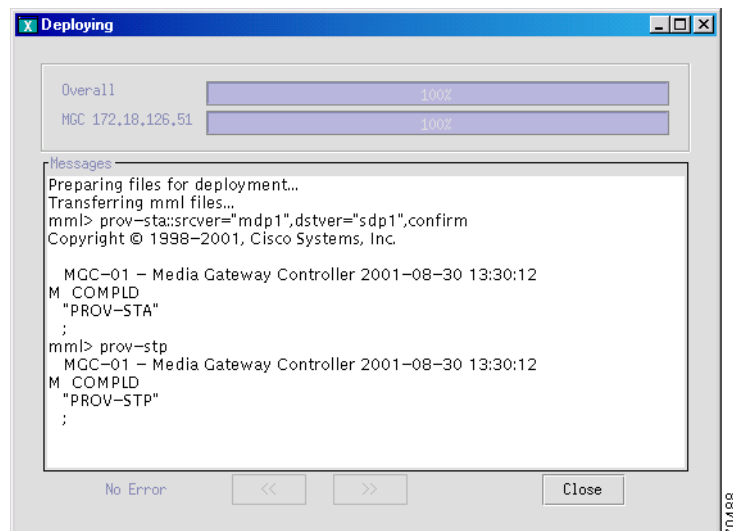 Deploying
Overall 100%
MGC 172.18.126.51 100%
Messages
Preparing files for deployment...
Transferring mml files...
mml> prov-sta::srcver="mdp1",dstver="sdp1",confirm
Copyright © 1998-2001, Cisco Systems, Inc.
MGC-01 - Media Gateway Controller 2001-08-30 13:30:12
M COMPLD
"PROV-STA"
;
mml> prov-stp
MGC-01 - Media Gateway Controller 2001-08-30 13:30:12
M COMPLD
"PROV-STP"
;
No Error << >> Close